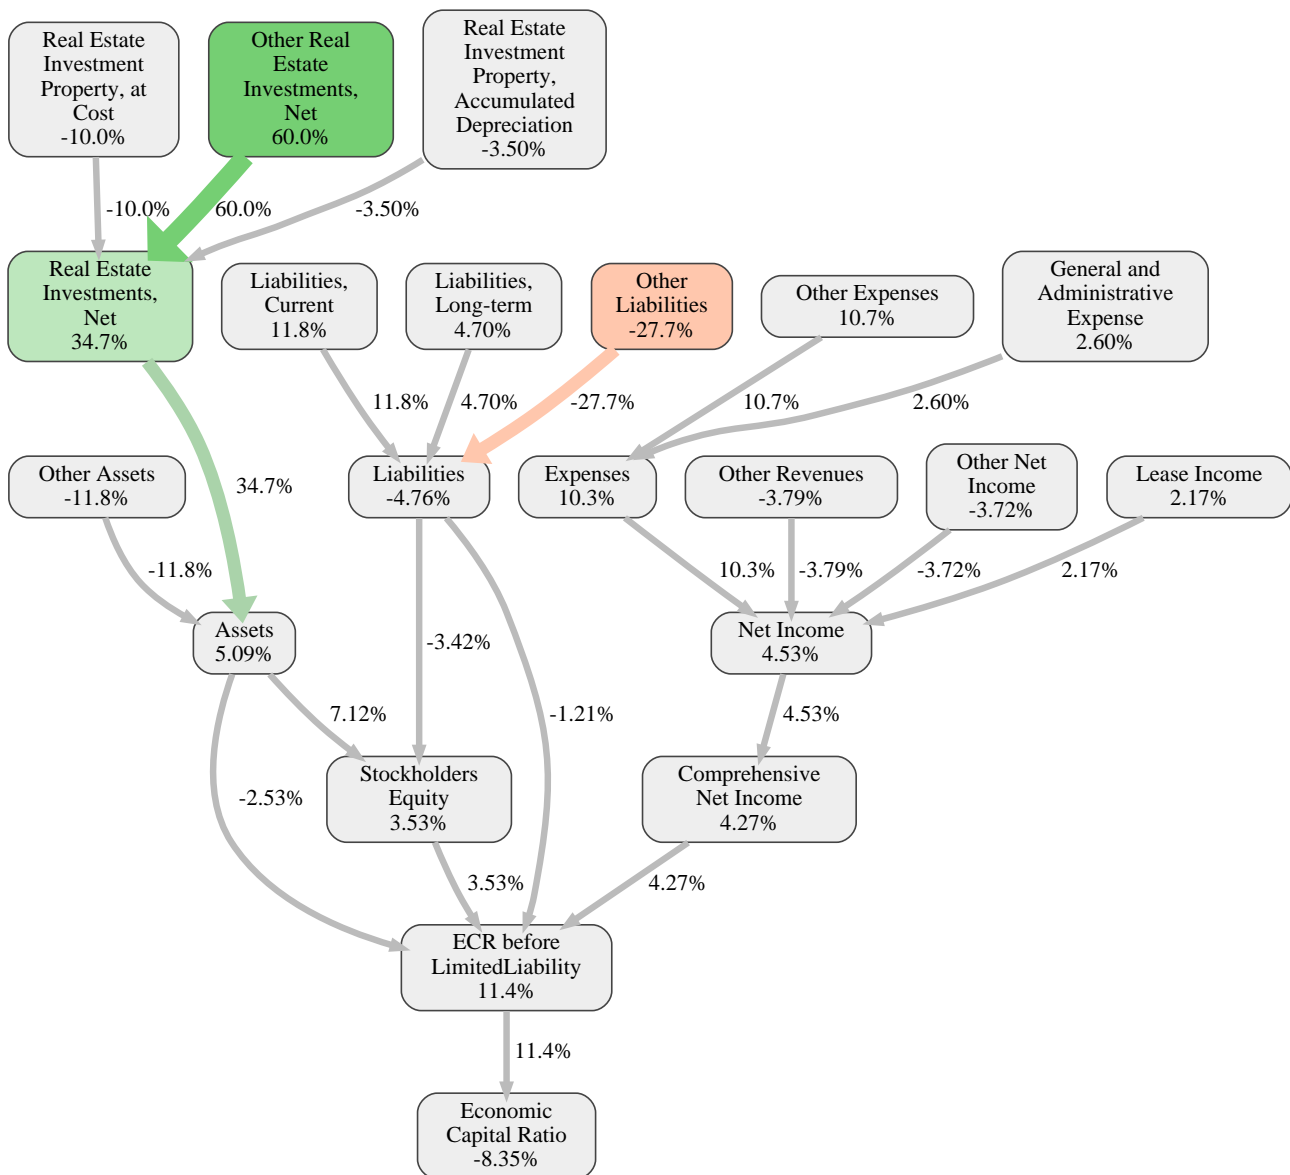 Real Estate
Investment
Property, at
Cost
-10.0%
Other Real
Estate
Investments,
Net
60.0%
Real Estate
Investment
Property,
Accumulated
Depreciation
-3.50%
-10.0%
60.0%
-3.50%
Real Estate
Investments,
Net
34.7%
Liabilities,
Current
11.8%
Liabilities,
Long-term
4.70%
Other
Liabilities
-27.7%
Other Expenses
10.7%
General and
Administrative
Expense
2.60%
11.8%
4.70%
-27.7%
10.7%
2.60%
Other Assets
-11.8%
34.7%
Liabilities
-4.76%
Expenses
10.3%
Other Revenues
-3.79%
Other Net
Income
-3.72%
Lease Income
2.17%
-11.8%
10.3%
-3.79%
-3.72%
2.17%
Assets
5.09%
-3.42%
Net Income
4.53%
7.12%
-1.21%
4.53%
-2.53%
Stockholders
Equity
3.53%
Comprehensive
Net Income
4.27%
3.53%
4.27%
ECR before
LimitedLiability
11.4%
11.4%
Economic
Capital Ratio
-8.35%